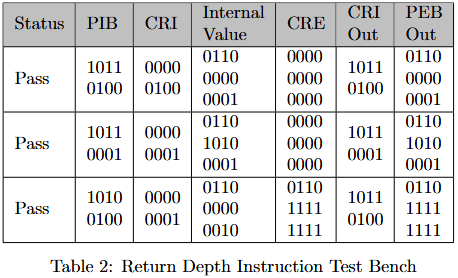 Status PIB CRI Internal Value CRE CRI Out PEB Out
Pass 1011 0100 0000 0100 0110 0000 0001 0000 0000 0000 1011 0100 0110 0000 0001
Pass 1011 0001 0000 0001 0110 1010 0001 0000 0000 0000 1011 0001 0110 1010 0001
Pass 1010 0100 0000 0001 0110 0000 0010 0110 1111 1111 1011 0100 0110 1111 1111
Table 2: Return Depth Instruction Test Bench